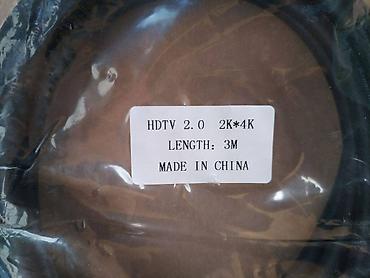 HDTV 2.0 2K*4K
LENGTH: 3M
MADE IN CHINA